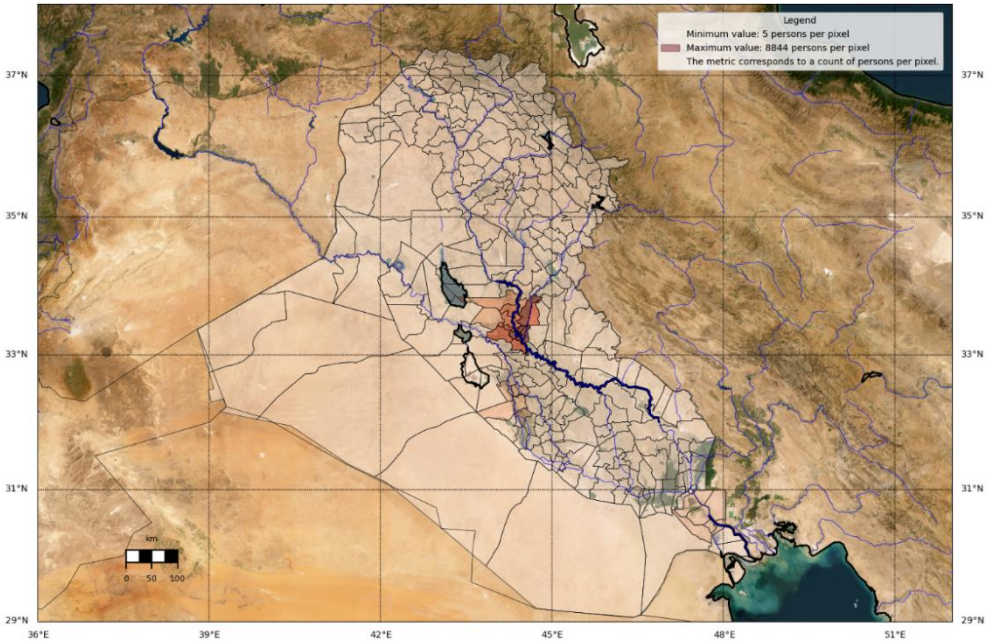 Legend
Minimum value: 5 persons per pixel
Maximum value: 8844 persons per pixel
The metric corresponds to a count of persons per pixel.
37°N 37°N
35°N 35°N
33°N 33°N
31°N 31°N
km
0 50 100
29°N 29°N
36°E 39°E 42°E 45°E 48°E 51°E